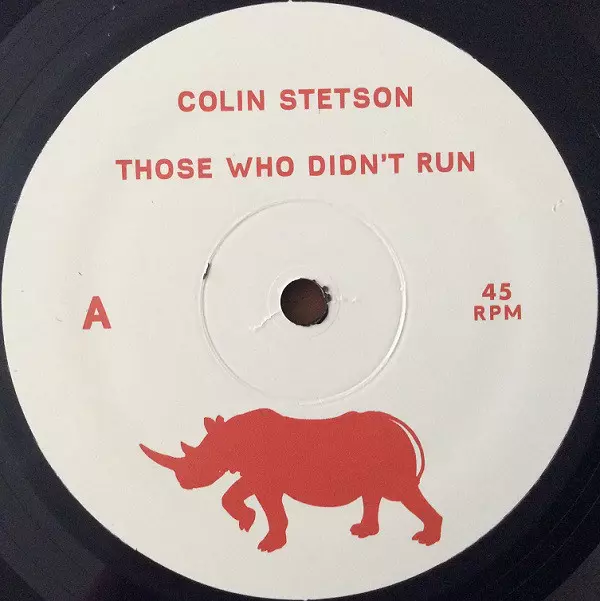 COLIN STETSON
THOSE WHO DIDN'T RUN
A
45
RPM